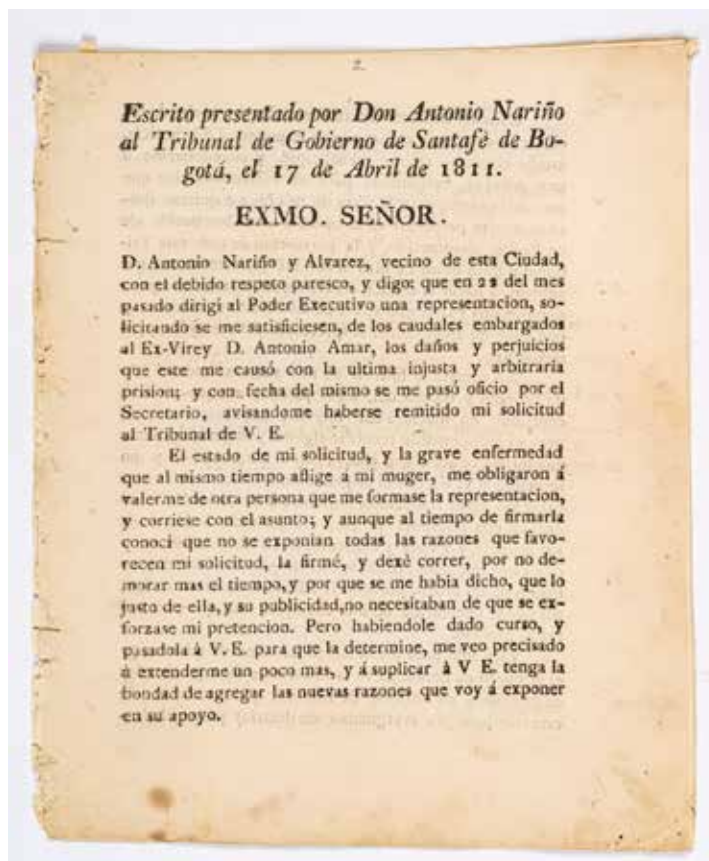 2
Escrito presentado por Don Antonio Nariño
al Tribunal de Gobierno de Santafè de Bo-
gotá, el 17 de Abril de 1811.
EXMO. SEÑOR.
D. Antonio Nariño y Alvarez, vecino de esta Ciudad,
con el debido respeto paresco, y digo: que en 22 del mes
pasado dirigi al Poder Executivo una representacion, so-
licitando se me satisficiesen, de los caudales embargados
al Ex-Virey D. Antonio Amar, los daños y perjuicios
que este me causó con la ultima injusta y arbitraria
prision; y con fecha del mismo se me pasó oficio por el
Secretario, avisandome haberse remitido mi solicitud
al Tribunal de V. E.
El estado de mi solicitud, y la grave enfermedad
que al mismo tiempo aflige a mi muger, me obligaron á
valerme de otra persona que me formase la representacion,
y corriese con el asunto; y aunque al tiempo de firmarla
conoci que no se exponian todas las razones que favo-
recen mi solicitud, la firmé, y dexè correr, por no de-
morar mas el tiempo, y por que se me habia dicho, que lo
justo de ella, y su publicidad, no necesitaban de que se ex-
forzase mi pretencion. Pero habiendole dado curso, y
pasadola à V. E. para que la determine, me veo precisado
à extenderme un poco mas, y á suplicar à V E. tenga la
bondad de agregar las nuevas razones que voy á exponer
en su apoyo.